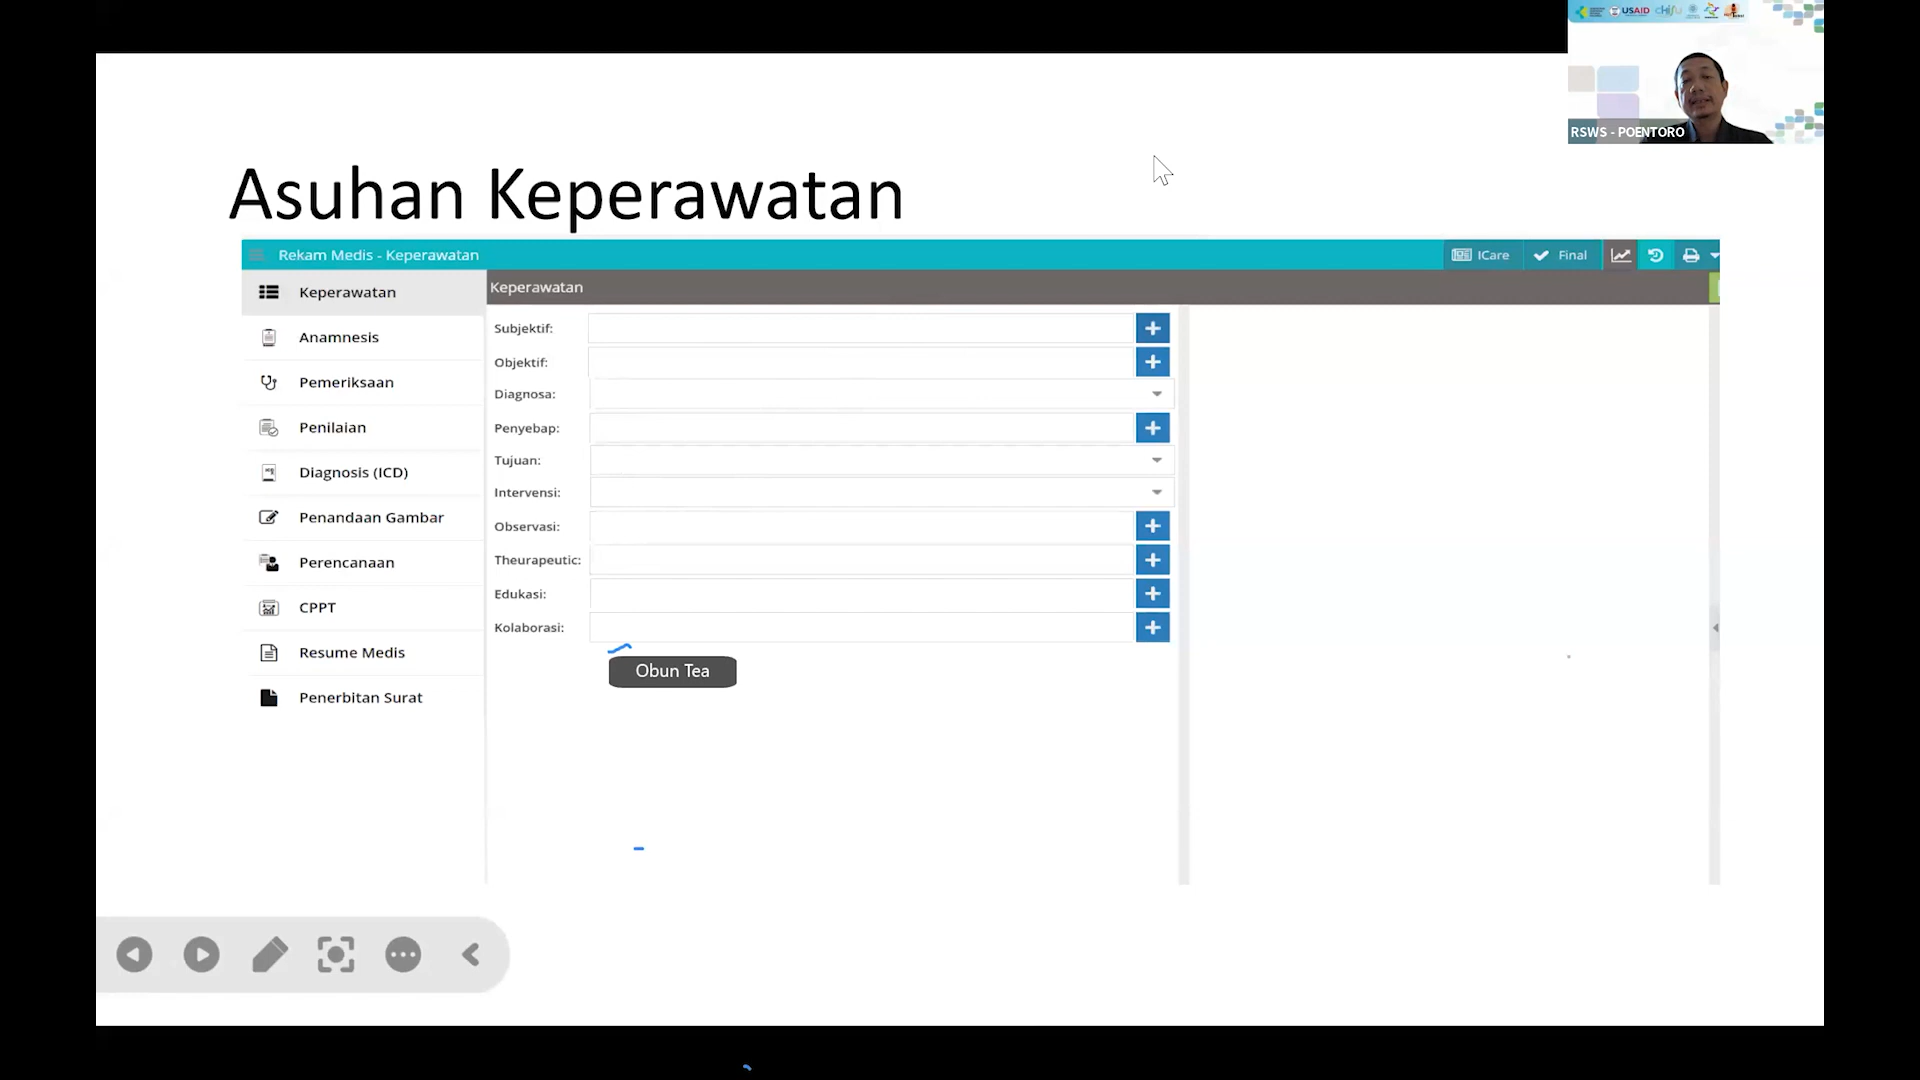 USAID
CHISU
RSWS - POENTORO
Asuhan Keperawatan
Rekam Medis - Keperawatan
ICare
Final
Keperawatan
Anamnesis
Pemeriksaan
Penilaian
Diagnosis (ICD)
Penandaan Gambar
Perencanaan
CPPT
Resume Medis
Penerbitan Surat
Keperawatan
Subjektif:
Objektif:
Diagnosa:
Penyebap:
Tujuan:
Intervensi:
Observasi:
Theurapeutic:
Edukasi:
Kolaborasi:
Obun Tea